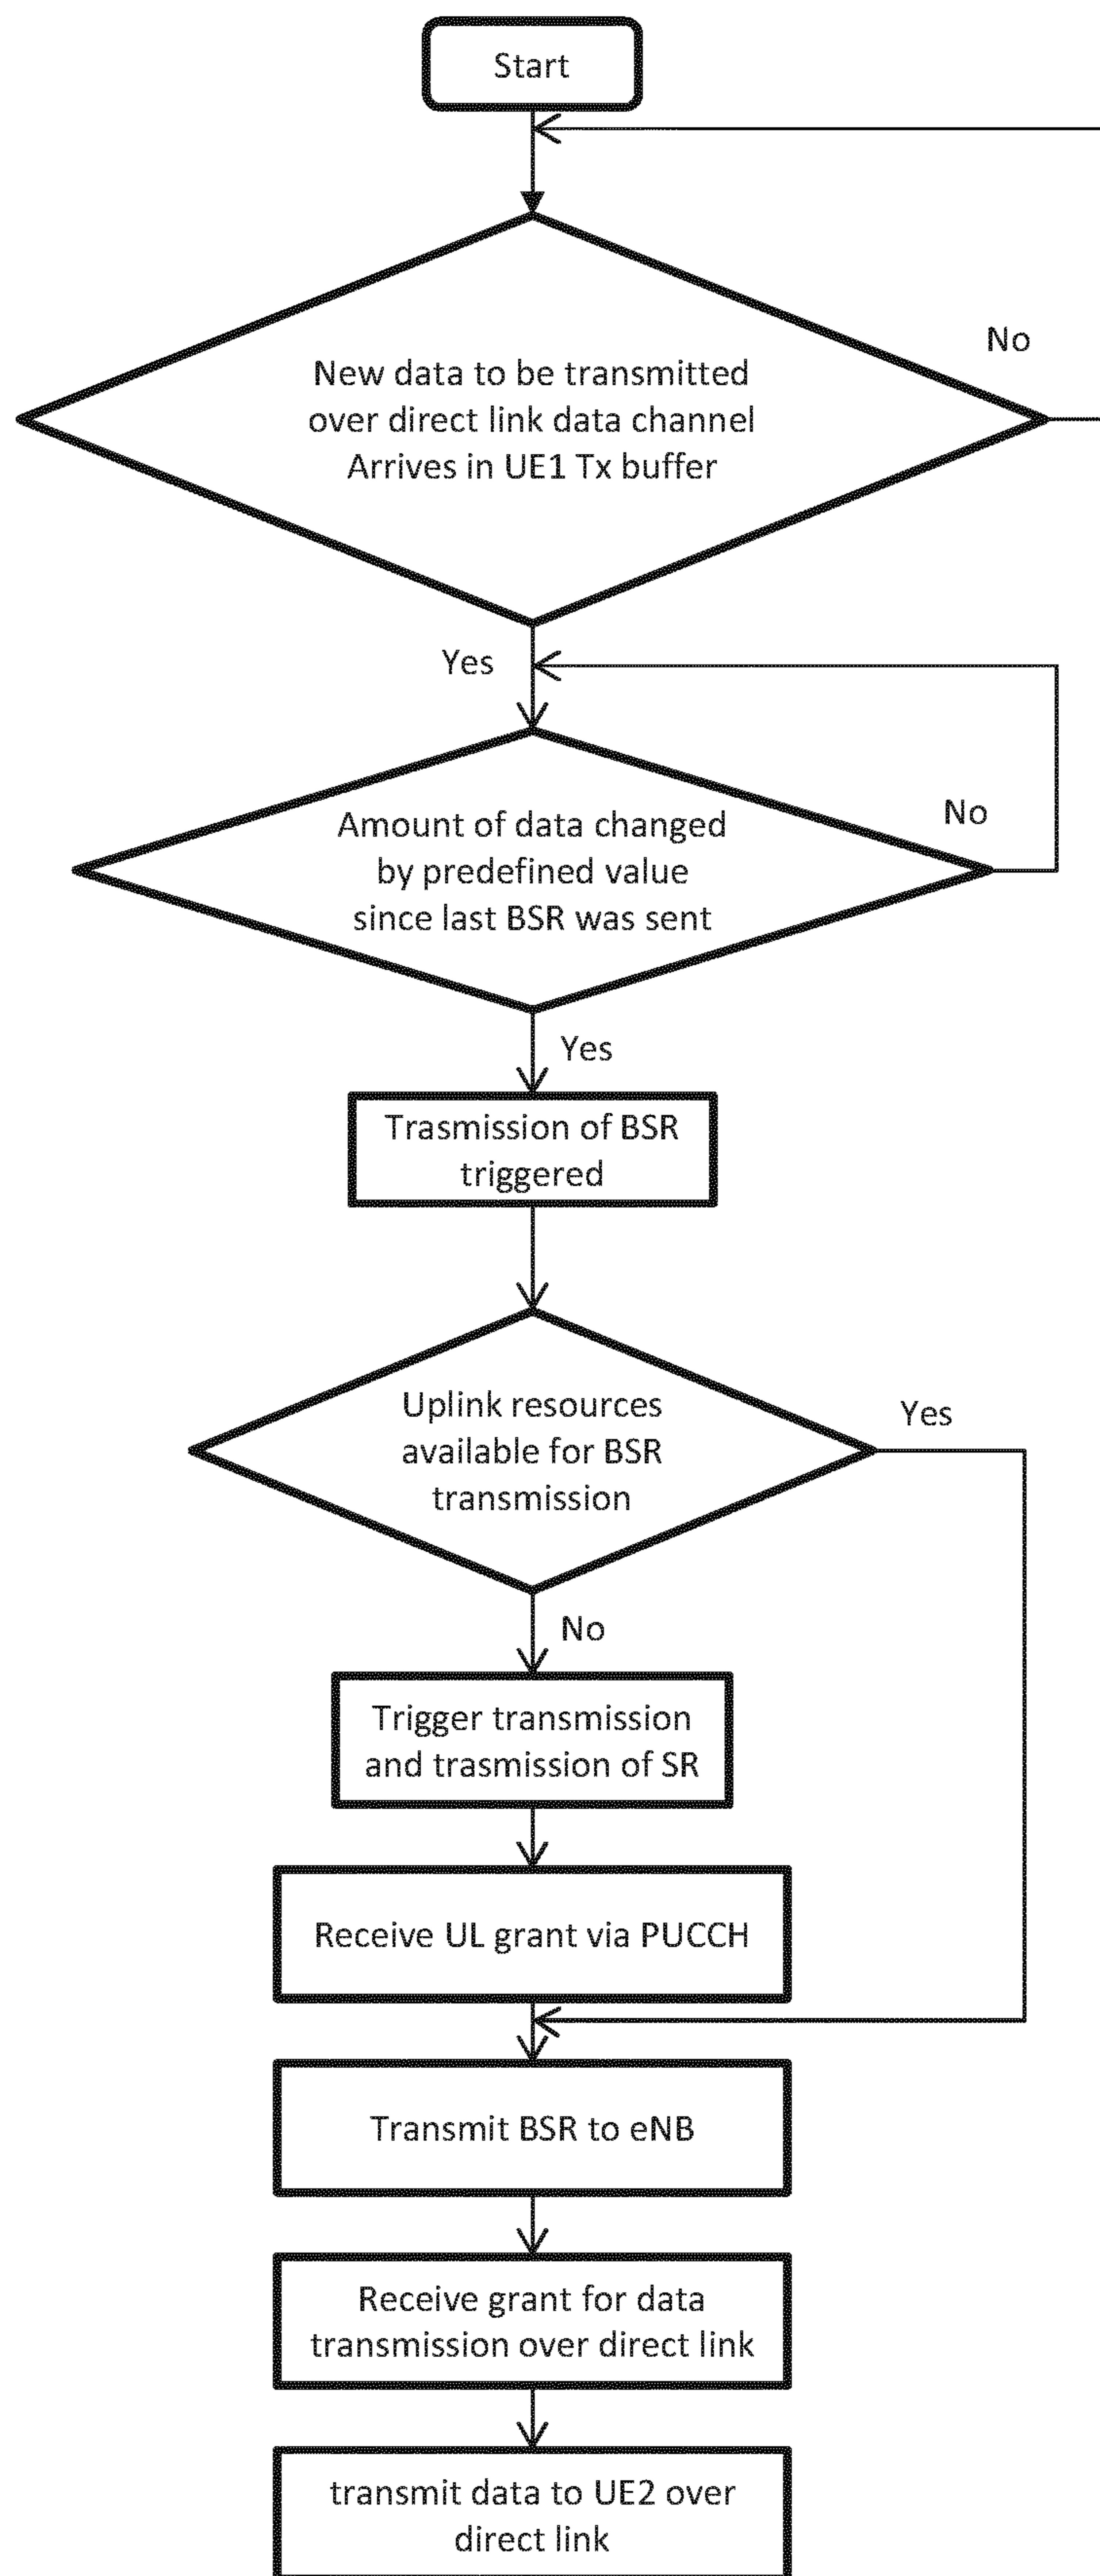 Start
New data to be transmitted
over direct link data channel
Arrives in UE1 Tx buffer
No
Yes
Amount of data changed
by predefined value
since last BSR was sent
No
Yes
Trasmission of BSR
triggered
Uplink resources
available for BSR
transmission
Yes
No
Trigger transmission
and trasmission of SR
Receive UL grant via PUCCH
Transmit BSR to eNB
Receive grant for data
transmission over direct link
transmit data to UE2 over
direct link